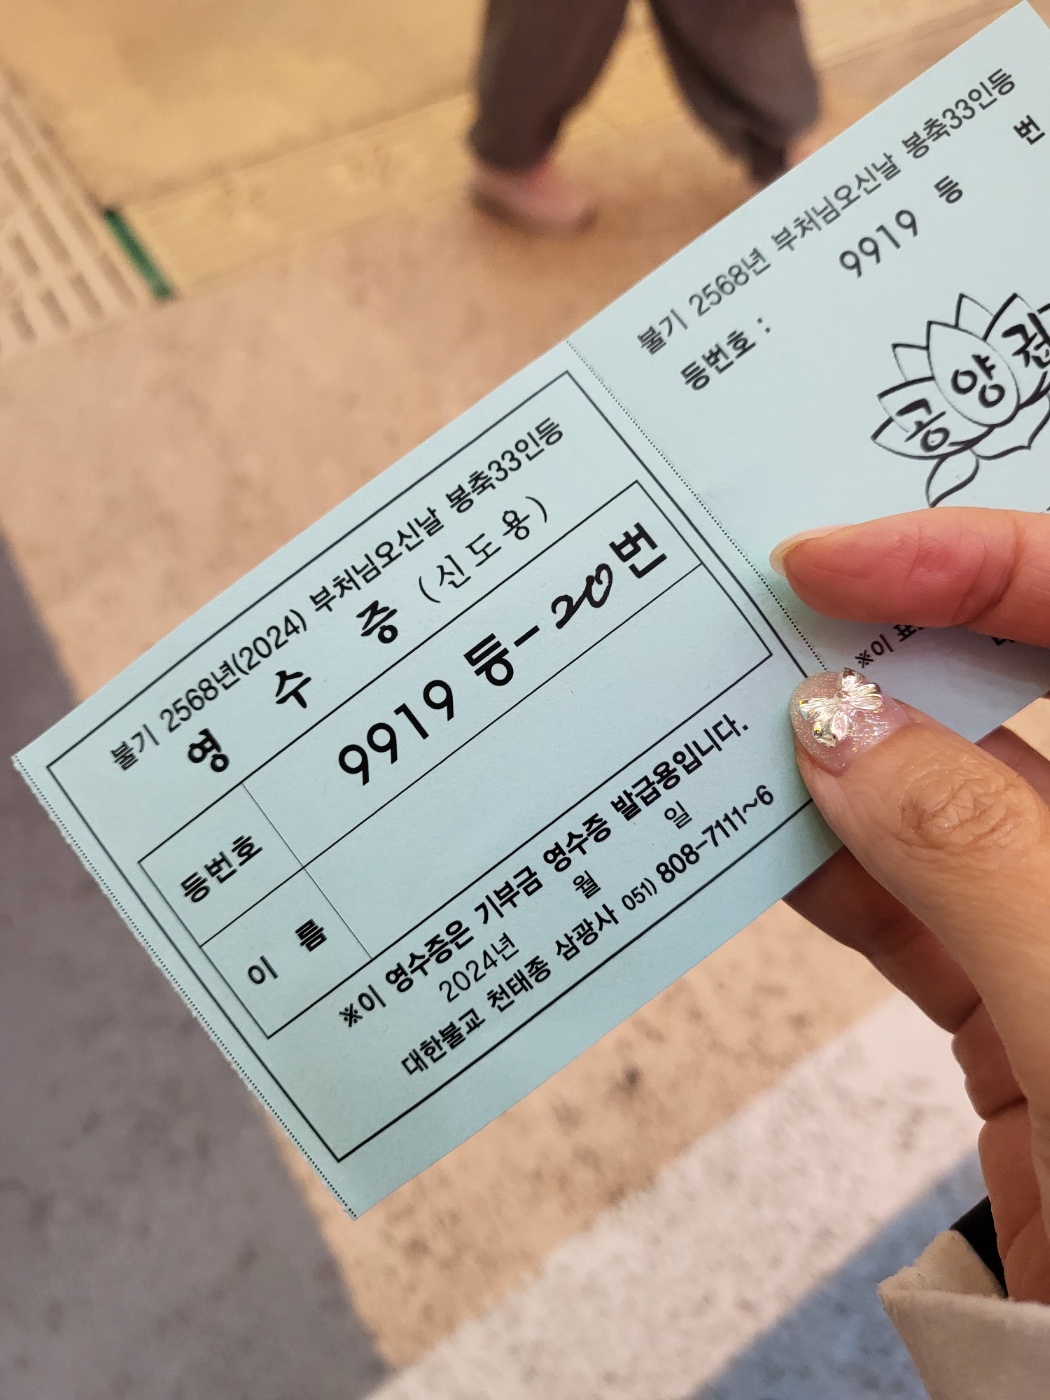 불기 2568년(2024) 부처님오신날 봉축33인등
영 수 증 (신도용)
등번호 9919 등-20번
이 름
※이 영수증은 기부금 영수증 발급용입니다.
2024년 월 일
대한불교 천태종 삼광사 051) 808-7111~6
불기 2568년 부처님오신날 봉축33인등
등번호 : 9919 등 번
공양
※이